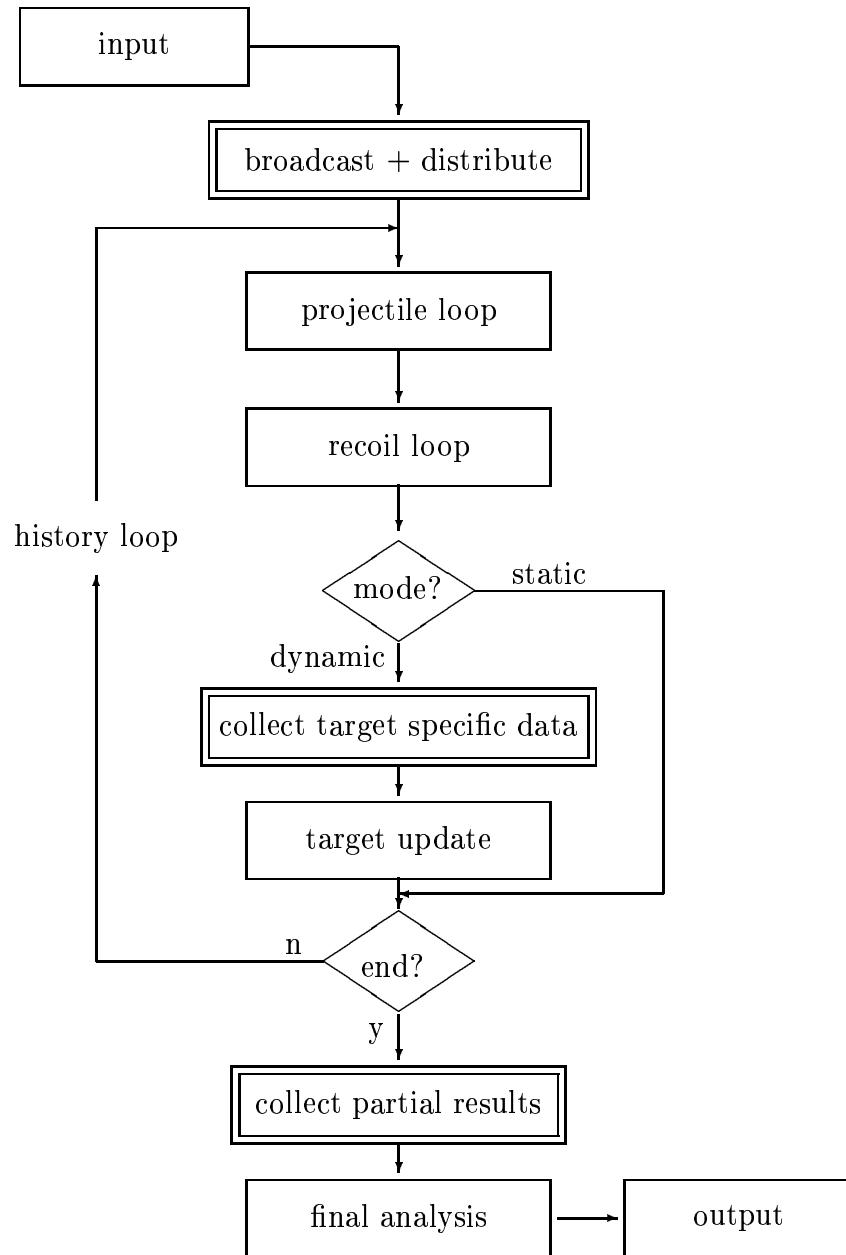 input
broadcast + distribute
projectile loop
recoil loop
history loop
mode?
static
dynamic
collect target specific data
target update
n
end?
y
collect partial results
final analysis
output